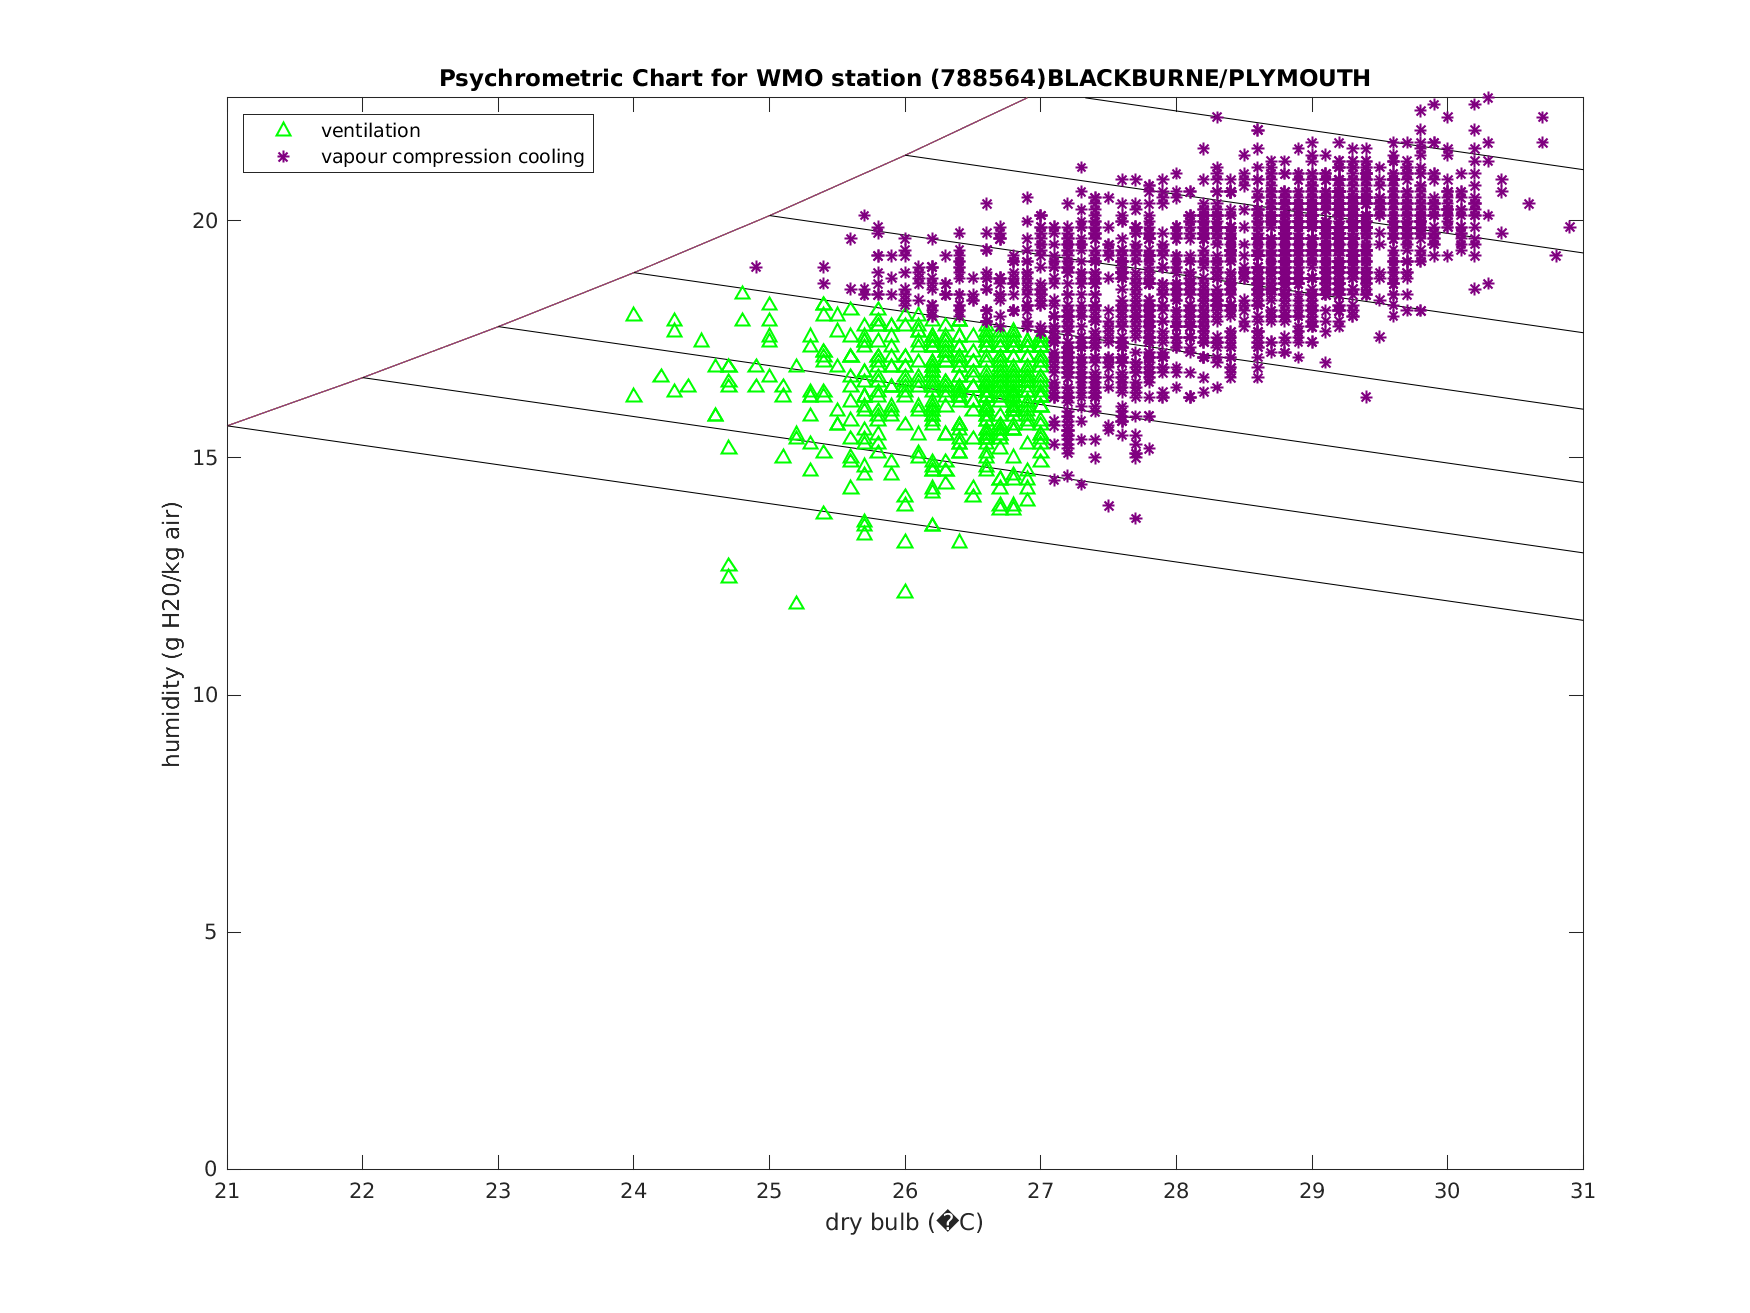 Psychrometric Chart for WMO station (788564)BLACKBURNE/PLYMOUTH
ventilation
vapour compression cooling
humidity (g H20/kg air)
20
15
10
5
0
21 22 23 24 25 26 27 28 29 30 31
dry bulb (�C)